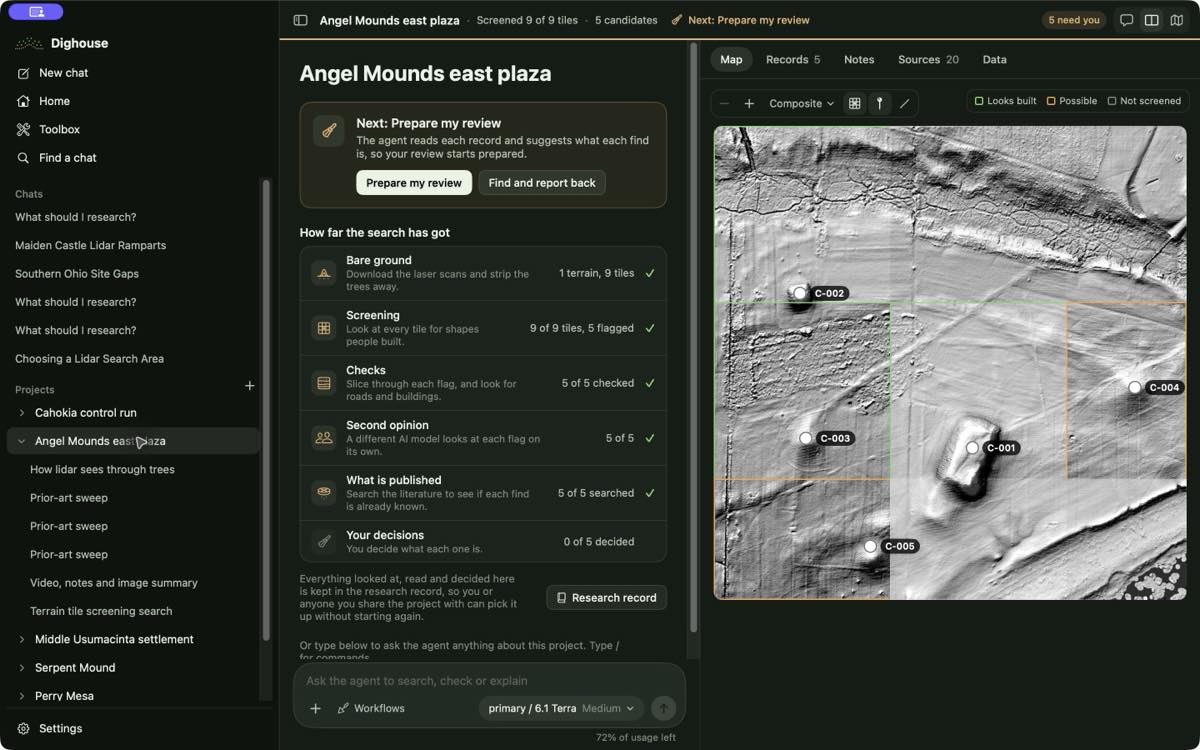 Dighouse
New chat
Home
Toolbox
Find a chat
Chats
What should I research?
Maiden Castle Lidar Ramparts
Southern Ohio Site Gaps
What should I research?
What should I research?
Choosing a Lidar Search Area
Projects
Cahokia control run
Angel Mounds east plaza
How lidar sees through trees
Prior-art sweep
Prior-art sweep
Prior-art sweep
Video, notes and image summary
Terrain tile screening search
Middle Usumacinta settlement
Serpent Mound
Perry Mesa
Settings
Angel Mounds east plaza · Screened 9 of 9 tiles · 5 candidates Next: Prepare my review 5 need you
Angel Mounds east plaza
Next: Prepare my review
The agent reads each record and suggests what each find
is, so your review starts prepared.
Prepare my review Find and report back
How far the search has got
Bare ground
Download the laser scans and strip the
trees away.
1 terrain, 9 tiles
Screening
Look at every tile for shapes
people built.
9 of 9 tiles, 5 flagged
Checks
Slice through each flag, and look for
roads and buildings.
5 of 5 checked
Second opinion
A different AI model looks at each flag on
its own.
5 of 5
What is published
Search the literature to see if each find
is already known.
5 of 5 searched
Your decisions
You decide what each one is.
0 of 5 decided
Everything looked at, read and decided here
is kept in the research record, so you or
anyone you share the project with can pick it
up without starting again.
Research record
Or type below to ask the agent anything about this project. Type /
for commands
Ask the agent to search, check or explain
Workflows
primary / 6.1 Terra Medium
72% of usage left
Map Records 5 Notes Sources 20 Data
Composite
Looks built Possible Not screened
C-002
C-004
C-003
C-001
C-005